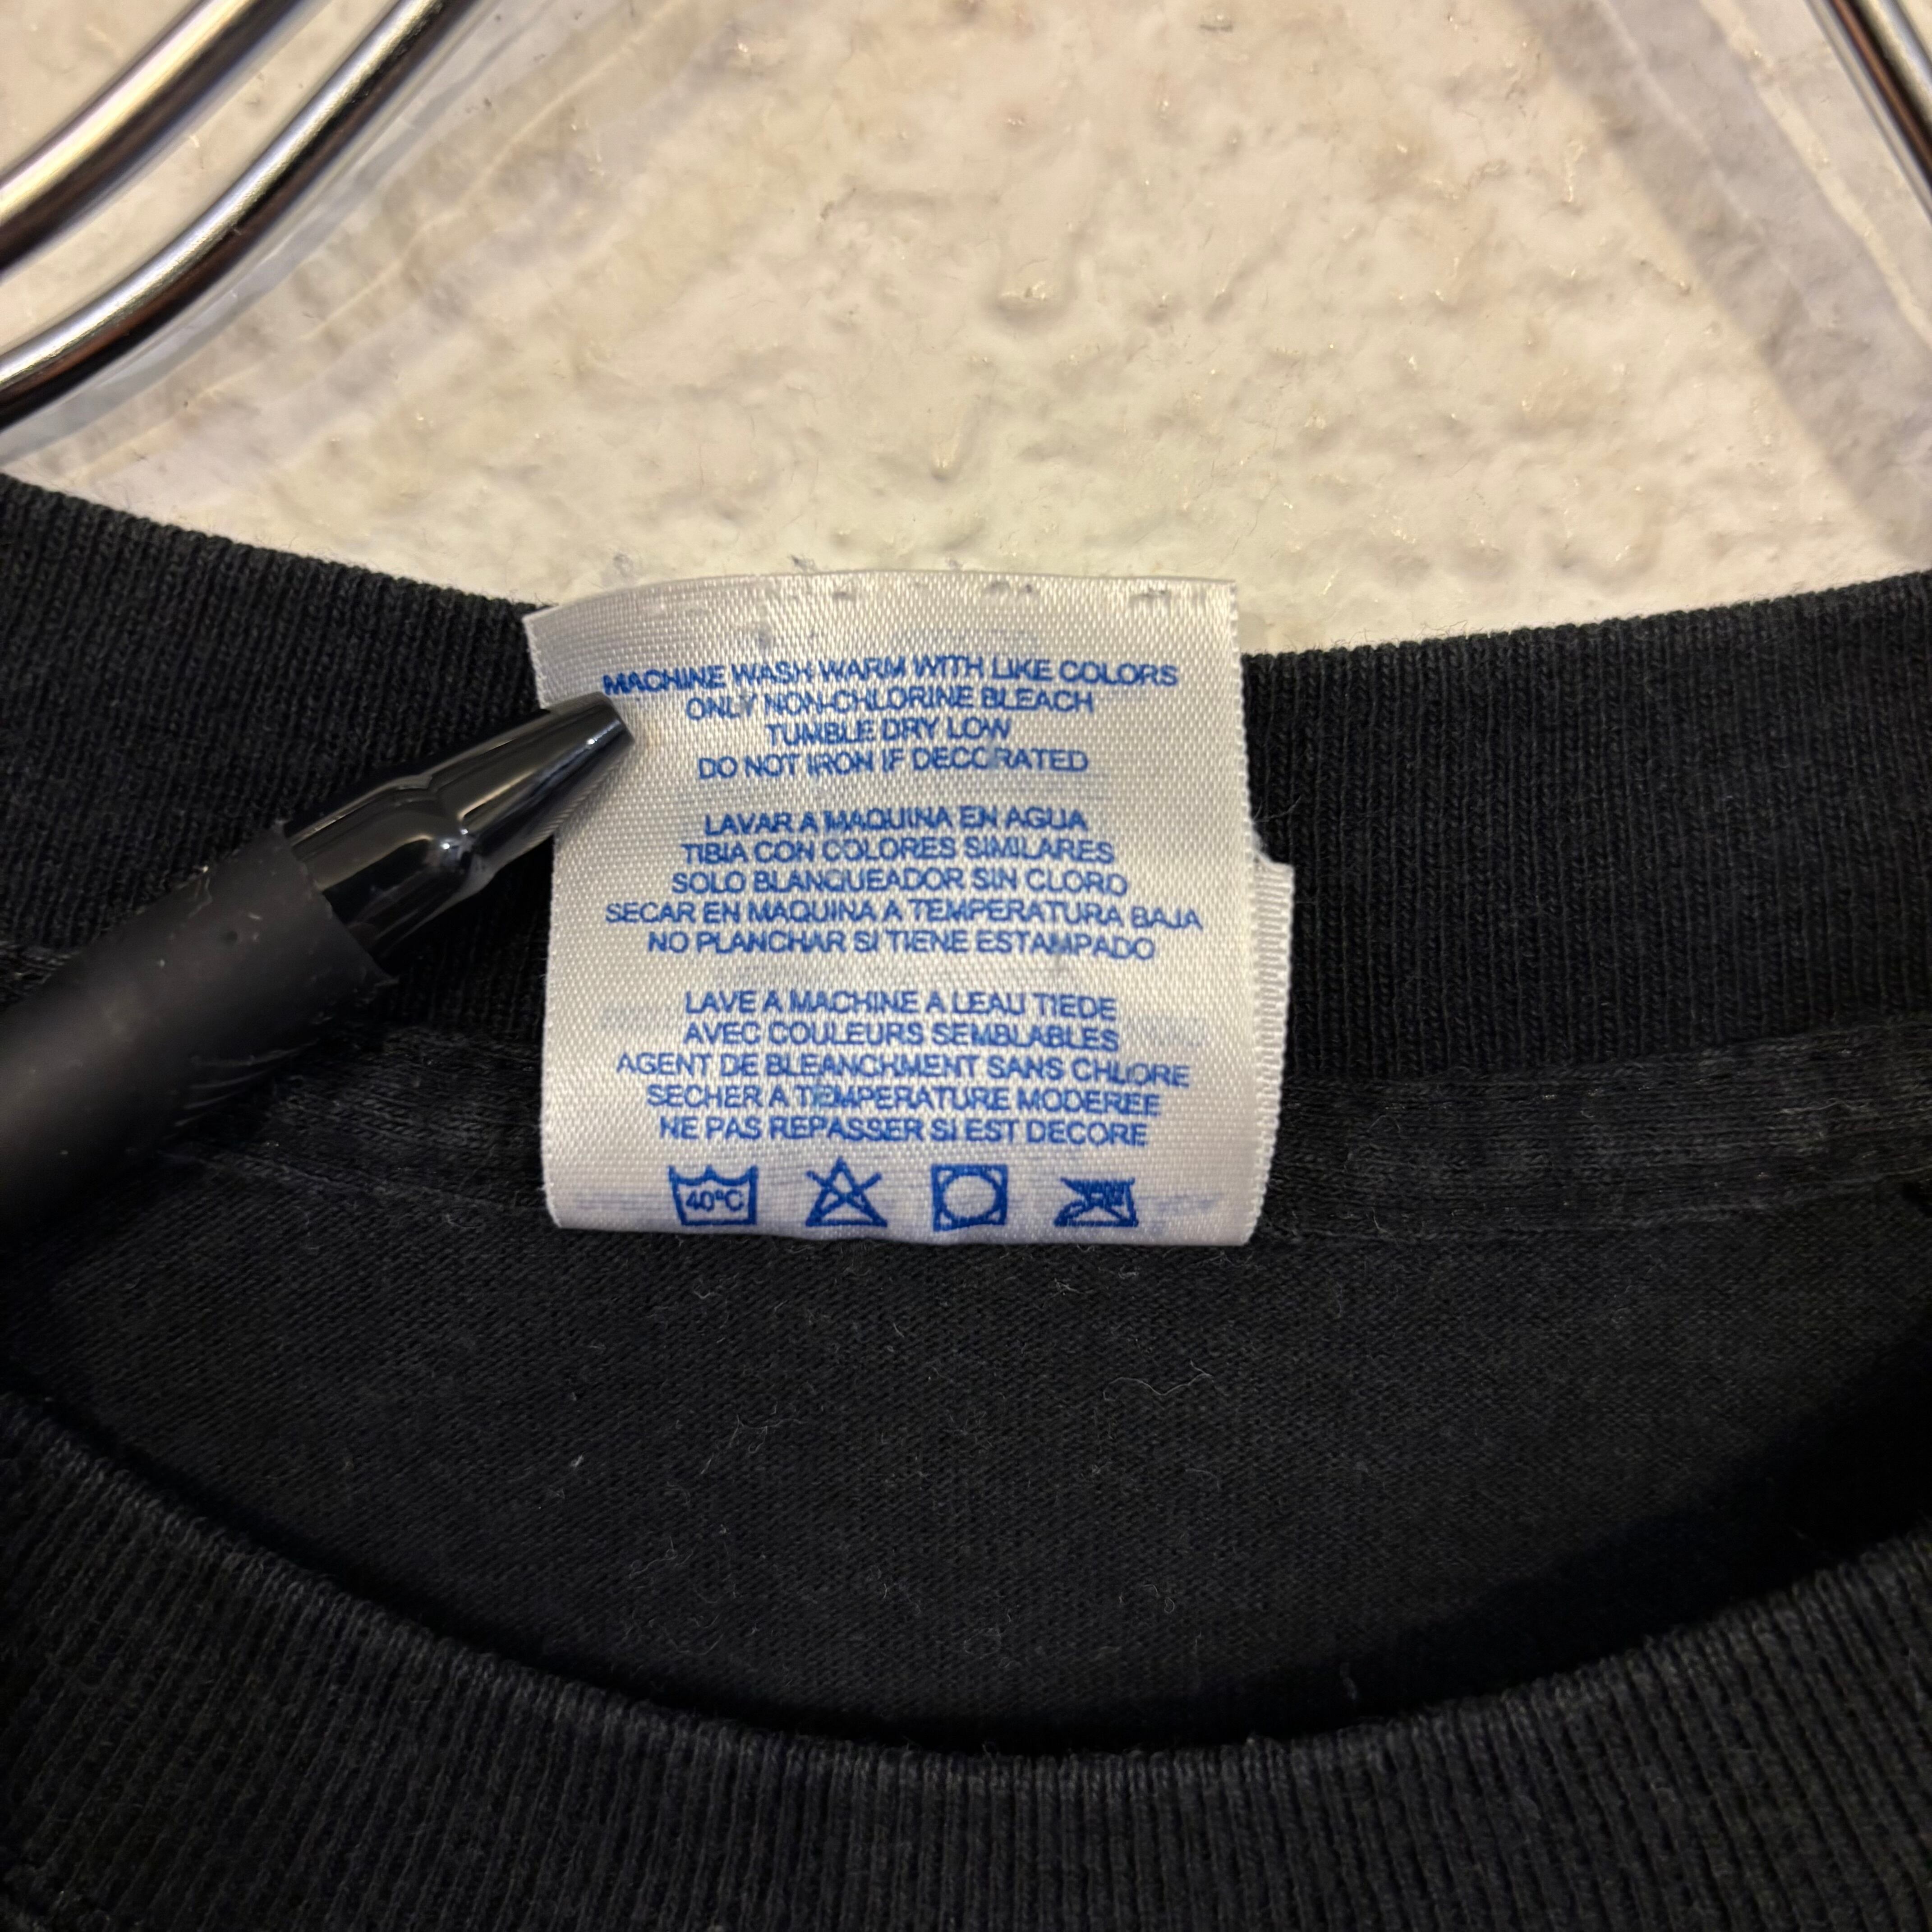 MACHINE WASH WARM WITH LIKE COLORS
ONLY NON-CHLORINE BLEACH
TUMBLE DRY LOW
DO NOT IRON IF DECORATED
LAVAR A MAQUINA EN AGUA
TIBIA CON COLORES SIMILARES
SOLO BLANQUEADOR SIN CLORO
SECAR EN MAQUINA A TEMPERATURA BAJA
NO PLANCHAR SI TIENE ESTAMPADO
LAVE A MACHINE A LEAU TIEDE
AVEC COULEURS SEMBLABLES
AGENT DE BLEANCHMENT SANS CHLORE
SECHER A TEMPERATURE MODEREE
NE PAS REPASSER SI EST DECORE
40°C